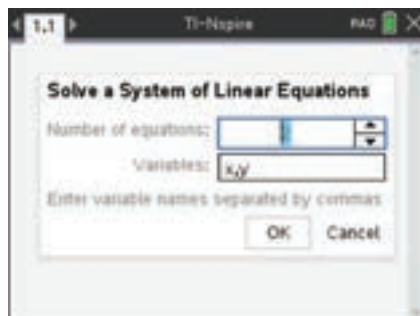 1.1 TI-Nspire RAD
Solve a System of Linear Equations
Number of equations:
Variables: x,y
Enter variable names separated by commas
OK Cancel